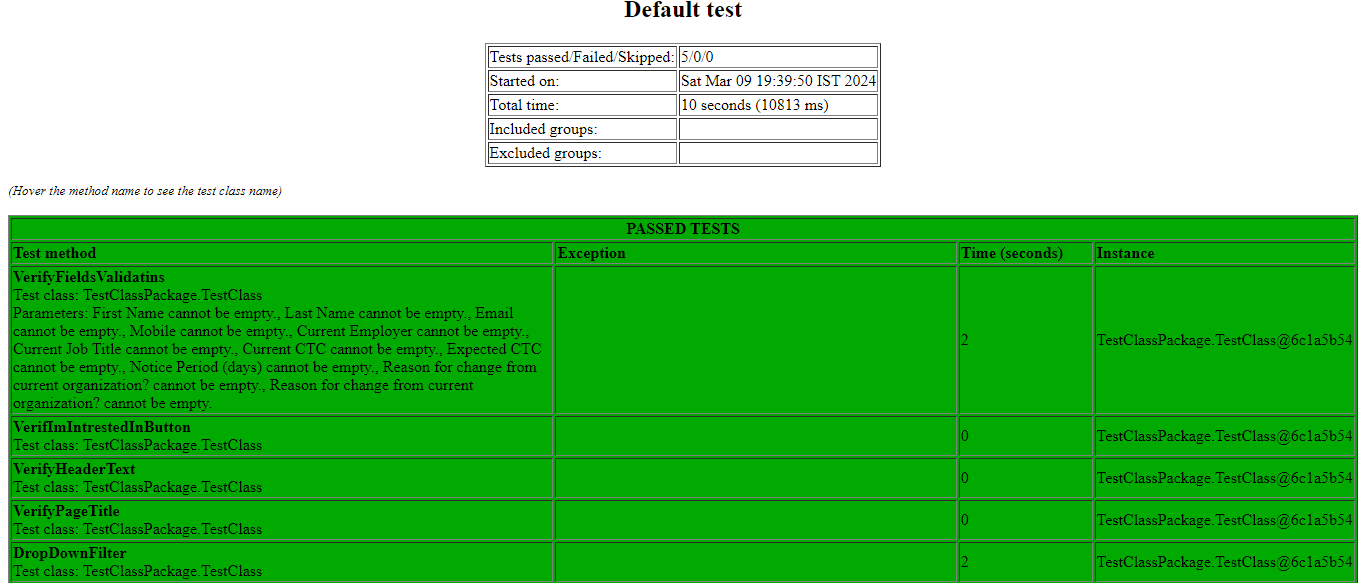 Default test
Tests passed/Failed/Skipped: 5/0/0
Started on: Sat Mar 09 19:39:50 IST 2024
Total time: 10 seconds (10813 ms)
Included groups:
Excluded groups:
(Hover the method name to see the test class name)
PASSED TESTS
Test method Exception Time (seconds) Instance
VerifyFieldsValidatins
Test class: TestClassPackage.TestClass
Parameters: First Name cannot be empty., Last Name cannot be empty., Email
cannot be empty., Mobile cannot be empty., Current Employer cannot be empty.,
Current Job Title cannot be empty., Current CTC cannot be empty., Expected CTC
cannot be empty., Notice Period (days) cannot be empty., Reason for change from
current organization? cannot be empty., Reason for change from current
organization? cannot be empty.
2 TestClassPackage.TestClass@6c1a5b54
VerifImIntrestedInButton
Test class: TestClassPackage.TestClass
0 TestClassPackage.TestClass@6c1a5b54
VerifyHeaderText
Test class: TestClassPackage.TestClass
0 TestClassPackage.TestClass@6c1a5b54
VerifyPageTitle
Test class: TestClassPackage.TestClass
0 TestClassPackage.TestClass@6c1a5b54
DropDownFilter
Test class: TestClassPackage.TestClass
2 TestClassPackage.TestClass@6c1a5b54